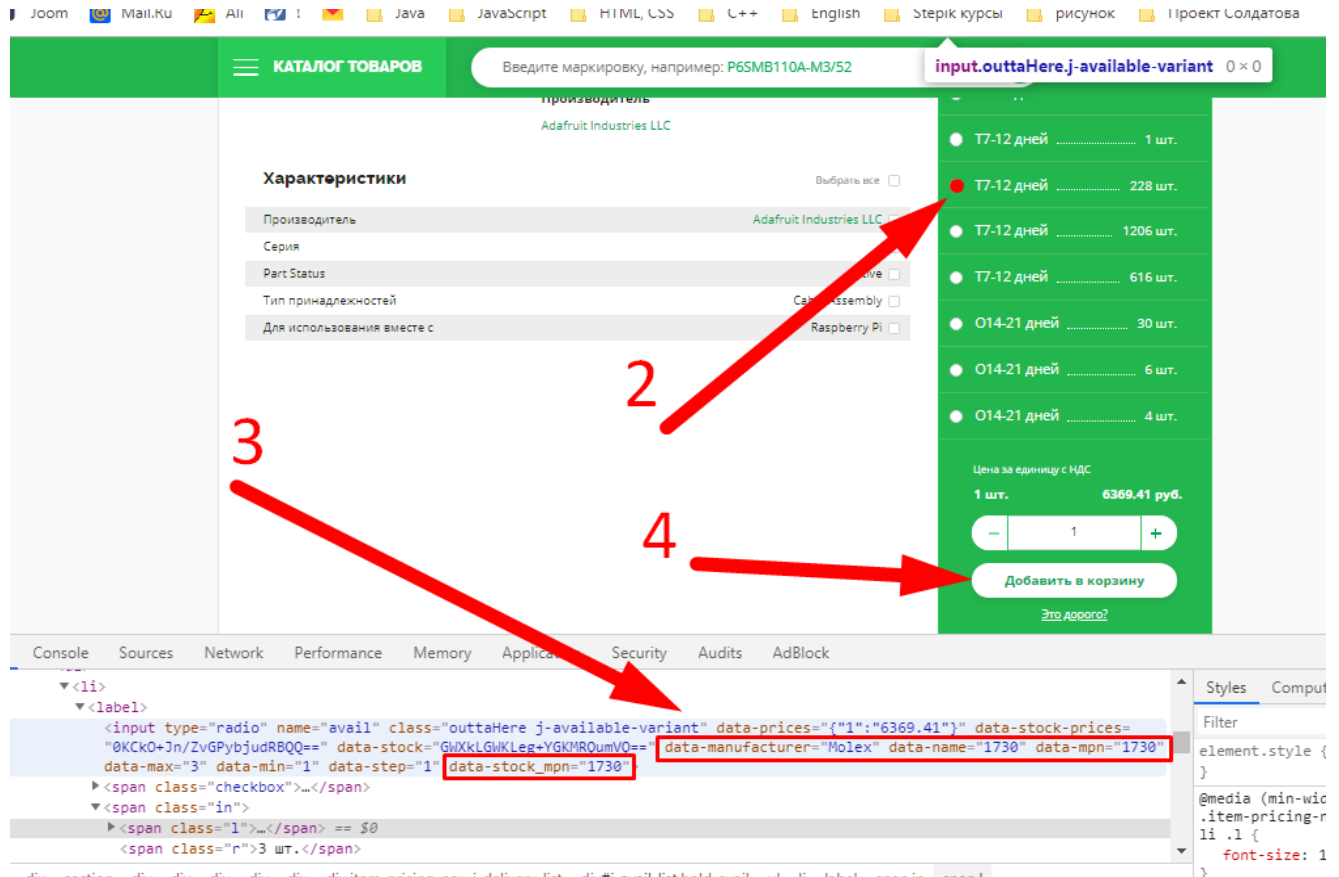 Joom Mail.Ru Ali ! Java JavaScript HTML, CSS C++ English Stepik курсы рисунок Проект Солдатова
КАТАЛОГ ТОВАРОВ Введите маркировку, например: P6SMB110A-M3/52 input.outtaHere.j-available-variant 0 × 0
Производитель
Adafruit Industries LLC
T7-12 дней 1 шт.
Характеристики Выбрать все T7-12 дней 228 шт.
Производитель Adafruit Industries LLC
T7-12 дней 1206 шт.
Серия
Part Status
T7-12 дней 616 шт.
Тип принадлежностей Assembly
Для использования вместе с Raspberry Pi
O14-21 дней 30 шт.
2
O14-21 дней 6 шт.
3
O14-21 дней 4 шт.
Цена за единицу с НДС
1 шт. 6369.41 руб.
4
– 1 +
Добавить в корзину
Это дорого?
Console Sources Network Performance Memory Security Audits AdBlock
▼<li>
Styles Comput
▼<label>
<input type="radio" name="avail" class="outtaHere j-available-variant" data-prices="{"1":"6369.41"}" data-stock-prices=
Filter
"0KCkO+Jn/ZvGPybjudRBQQ==" data-stock="GWXkLGWKLeg+YGKMRQumVQ==" data-manufacturer="Molex" data-name="1730" data-mpn="1730"
element.style {
data-max="3" data-min="1" data-step="1" data-stock_mpn="1730">
}
▶<span class="checkbox">…</span>
@media (min-wid
▼<span class="in">
.item-pricing-n
▶<span class="l">…</span> == $0
li .l {
<span class="r">3 шт.</span>
font-size: 1
}